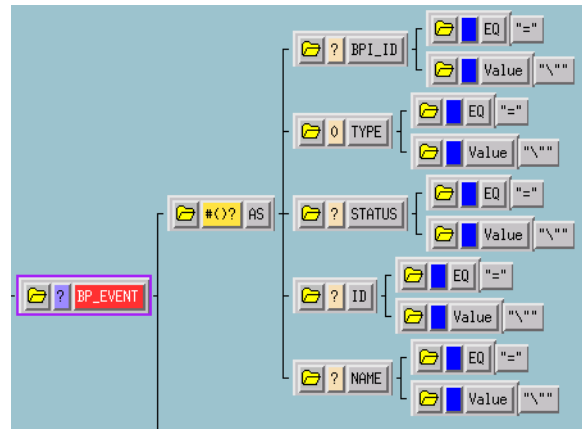 EQ "="
? BPI_ID
Value "\""
EQ "="
0 TYPE
Value "\""
#()? AS
EQ "="
? STATUS
Value "\""
? BP_EVENT
EQ "="
? ID
Value "\""
EQ "="
? NAME
Value "\""